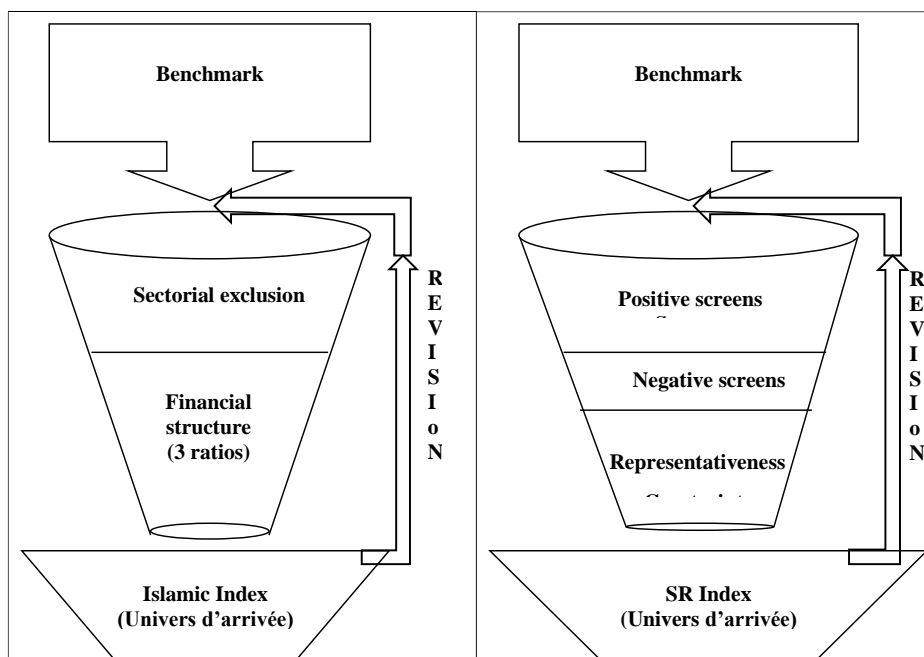 Benchmark
Sectorial exclusion
Financial
structure
(3 ratios)
R
E
V
I
S
I
o
N
Islamic Index
(Univers d'arrivée)
Benchmark
Positive screens
Negative screens
Representativeness
R
E
V
I
S
I
o
N
SR Index
(Univers d'arrivée)